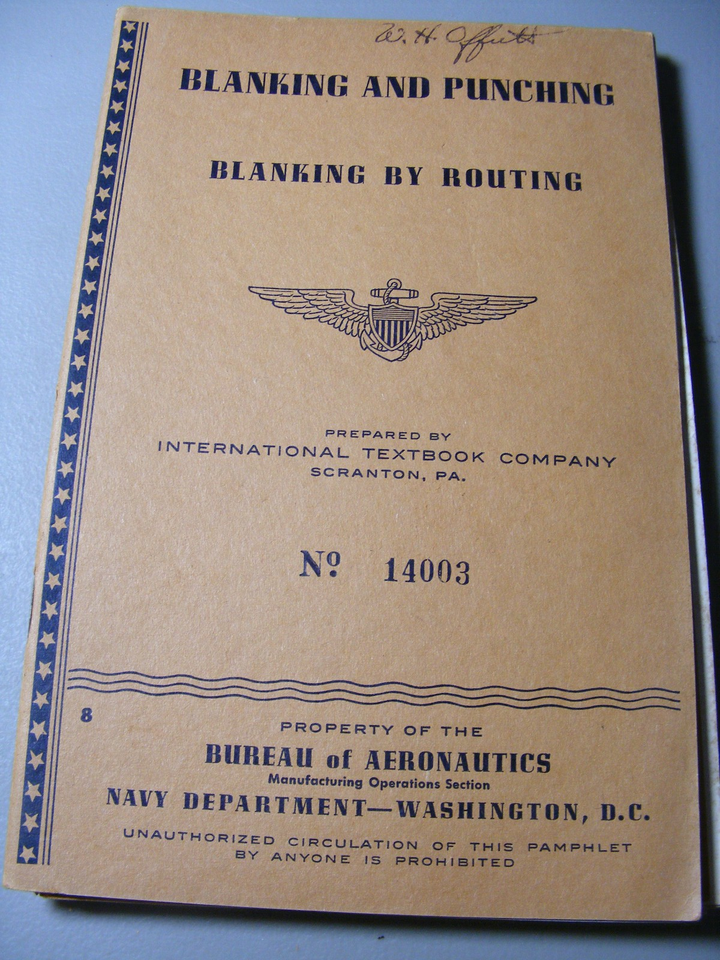 W. H. Offutt
BLANKING AND PUNCHING
BLANKING BY ROUTING
PREPARED BY
INTERNATIONAL TEXTBOOK COMPANY
SCRANTON, PA.
Nº 14003
8
PROPERTY OF THE
BUREAU of AERONAUTICS
Manufacturing Operations Section
NAVY DEPARTMENT—WASHINGTON, D.C.
UNAUTHORIZED CIRCULATION OF THIS PAMPHLET
BY ANYONE IS PROHIBITED